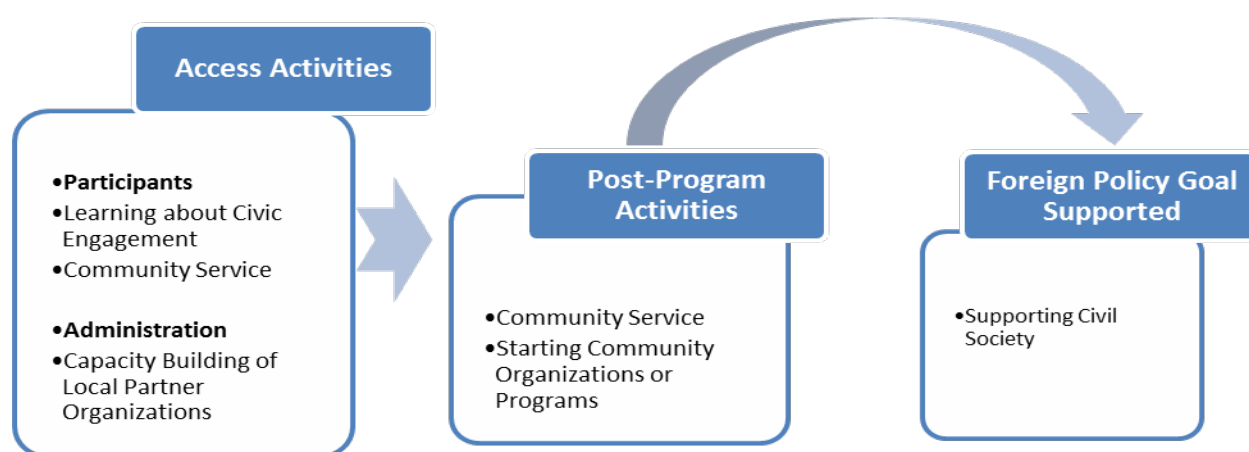 Access Activities
•Participants
•Learning about Civic
Engagement
•Community Service
•Administration
•Capacity Building of
Local Partner
Organizations
Post-Program
Activities
•Community Service
•Starting Community
Organizations or
Programs
Foreign Policy Goal
Supported
•Supporting Civil
Society